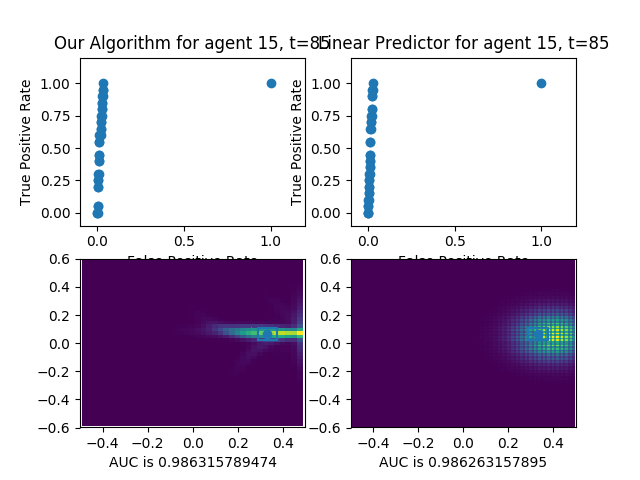 Our Algorithm for agent 15, t=85
Linear Predictor for agent 15, t=85
True Positive Rate
1.00
0.75
0.50
0.25
0.00
0.0 0.5 1.0
False Positive Rate
True Positive Rate
1.00
0.75
0.50
0.25
0.00
0.0 0.5 1.0
False Positive Rate
0.6
0.4
0.2
0.0
−0.2
−0.4
−0.6
−0.4 −0.2 0.0 0.2 0.4
AUC is 0.986315789474
0.6
0.4
0.2
0.0
−0.2
−0.4
−0.6
−0.4 −0.2 0.0 0.2 0.4
AUC is 0.986263157895